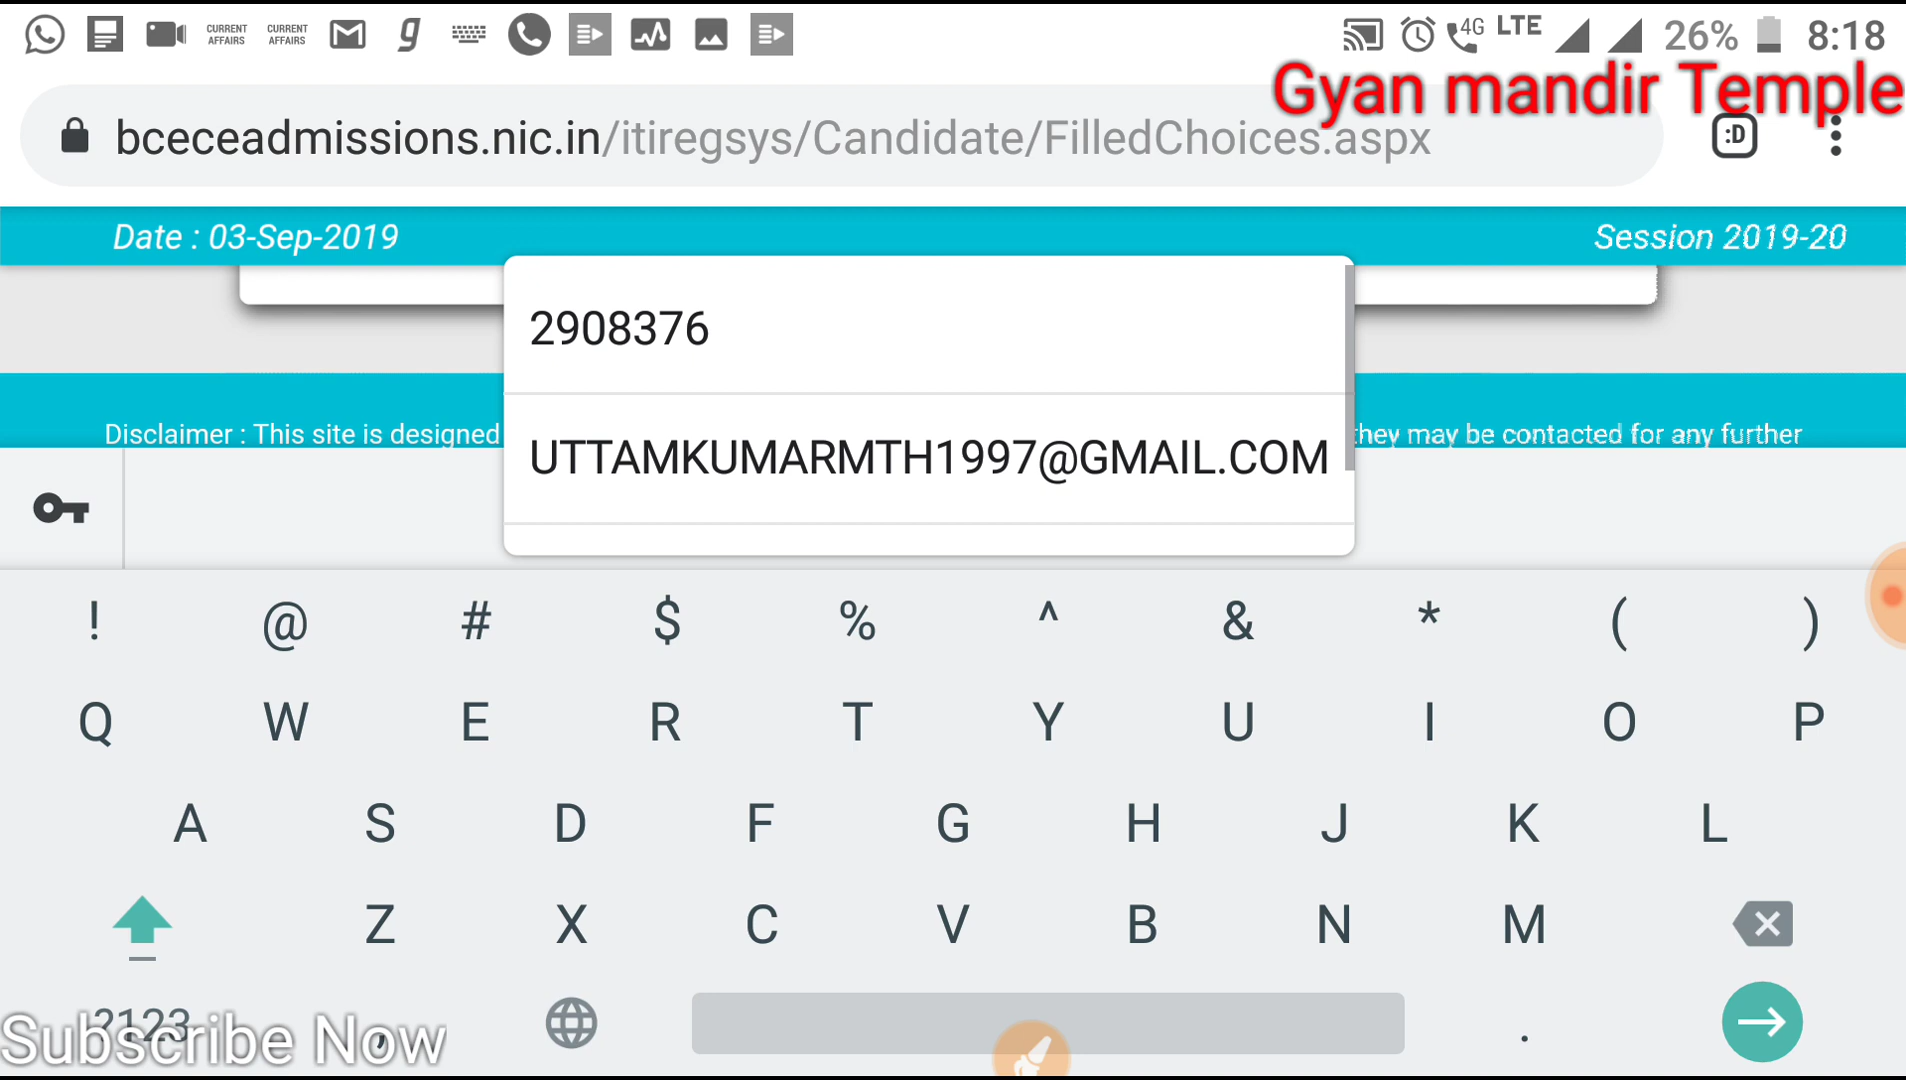 CURRENT AFFAIRS
CURRENT AFFAIRS
4G LTE 26% 8:18
Gyan mandir Temple
bceceadmissions.nic.in/itiregsys/Candidate/FilledChoices.aspx
:D
Date : 03-Sep-2019
Session 2019-20
2908376
Disclaimer : This site is designed
they may be contacted for any further
UTTAMKUMARMTH1997@GMAIL.COM
! @ # $ % ^ & * ( )
Q W E R T Y U I O P
A S D F G H J K L
Z X C V B N M
?123 , .
Subscribe Now